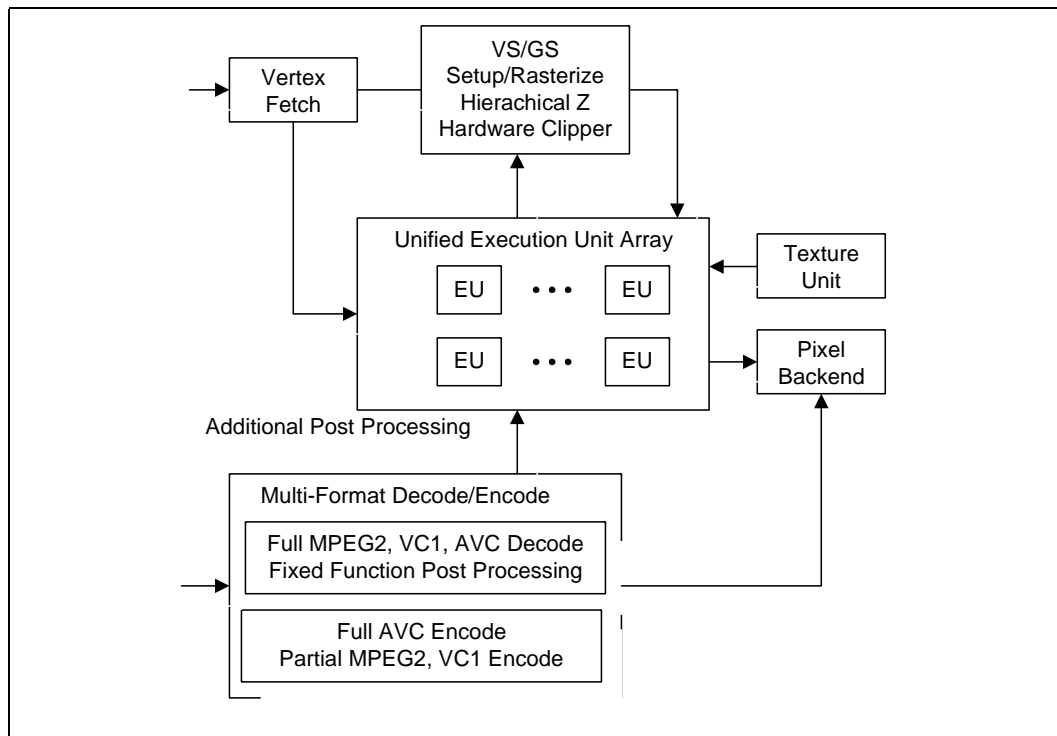 Vertex
Fetch
VS/GS
Setup/Rasterize
Hierachical Z
Hardware Clipper
Unified Execution Unit Array
EU
EU
EU
EU
Texture
Unit
Pixel
Backend
Additional Post Processing
Multi-Format Decode/Encode
Full MPEG2, VC1, AVC Decode
Fixed Function Post Processing
Full AVC Encode
Partial MPEG2, VC1 Encode